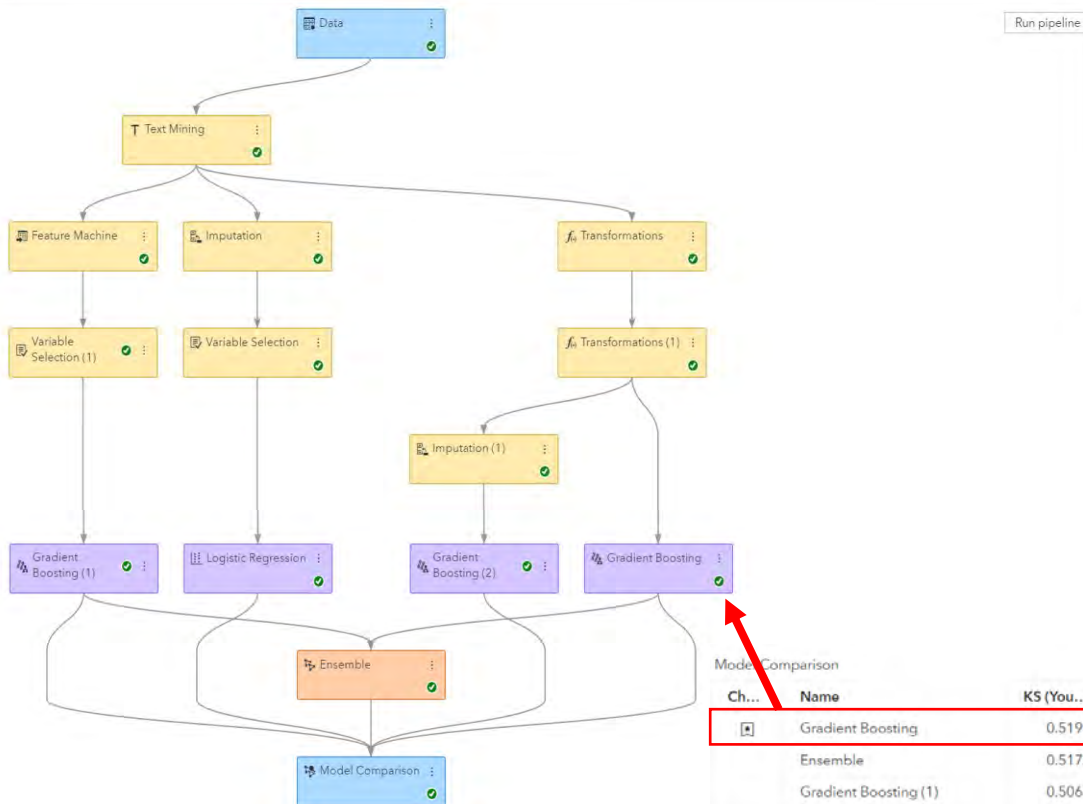 Data
Run pipeline
Text Mining
Feature Machine
Imputation
Transformations
Variable
Selection (1)
Variable Selection
Transformations (1)
Imputation (1)
Gradient
Boosting (1)
Logistic Regression
Gradient
Boosting (2)
Gradient Boosting
Ensemble
Model Comparison
Model Comparison
Ch... Name KS (You...
Gradient Boosting 0.519
Ensemble 0.517
Gradient Boosting (1) 0.506